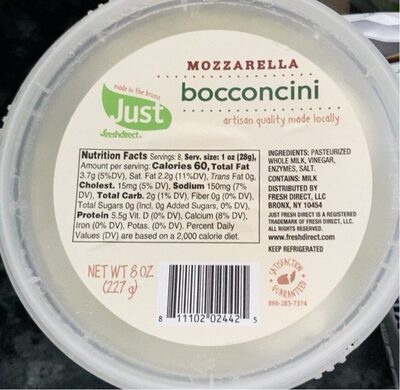 MOZZARELLA
bocconcini
artisan quality made locally
made in the bronx
Just
freshdirect.
Nutrition Facts Servings: 8, Serv. size: 1 oz (28g),
Amount per serving: Calories 60, Total Fat
3.7g (5%DV), Sat. Fat 2.2g (11%DV), Trans Fat 0g,
Cholest. 15mg (5% DV), Sodium 150mg (7%
DV), Total Carb. 2g (1% DV) Fiber 0g (0% DV),
Total Sugars 0g (Incl. 0g Added Sugars, 0% DV),
Protein 5.5g Vit. D (0% DV), Calcium (8% DV),
Iron (0% DV), Potas. (0% DV), Percent Daily
Values (DV) are based on a 2,000 calorie diet.
INGREDIENTS: PASTEURIZED
WHOLE MILK, VINEGAR,
ENZYMES, SALT.
CONTAINS: MILK
DISTRIBUTED BY
FRESH DIRECT, LLC
BRONX, NY 10454
JUST FRESH DIRECT IS A REGISTERED
TRADEMARK OF FRESH DIRECT, LLC.
ALL RIGHTS RESERVED.
www.freshdirect.com
KEEP REFRIGERATED
NET WT 8 OZ
(227 g)
8 11102 02442 5
SATISFACTION
GUARANTEED
866-283-7374